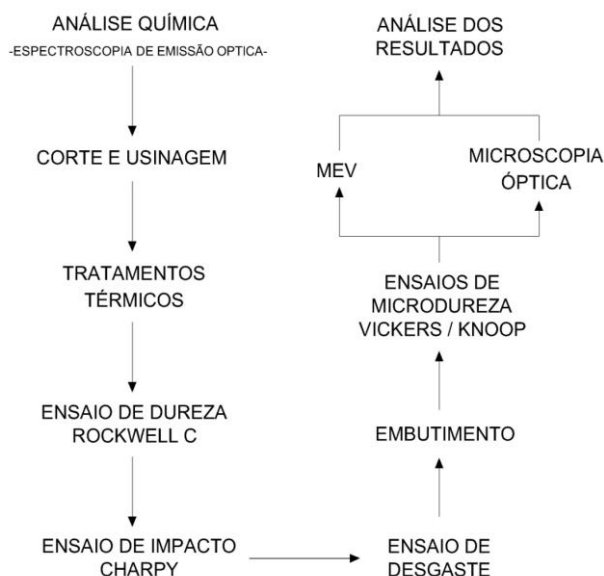 ANÁLISE QUÍMICA
-ESPECTROSCOPIA DE EMISSÃO OPTICA-
CORTE E USINAGEM
TRATAMENTOS
TÉRMICOS
ENSAIO DE DUREZA
ROCKWELL C
ENSAIO DE IMPACTO
CHARPY
ENSAIO DE
DESGASTE
EMBUTIMENTO
ENSAIOS DE
MICRODUREZA
VICKERS / KNOOP
MEV
MICROSCOPIA
ÓPTICA
ANÁLISE DOS
RESULTADOS